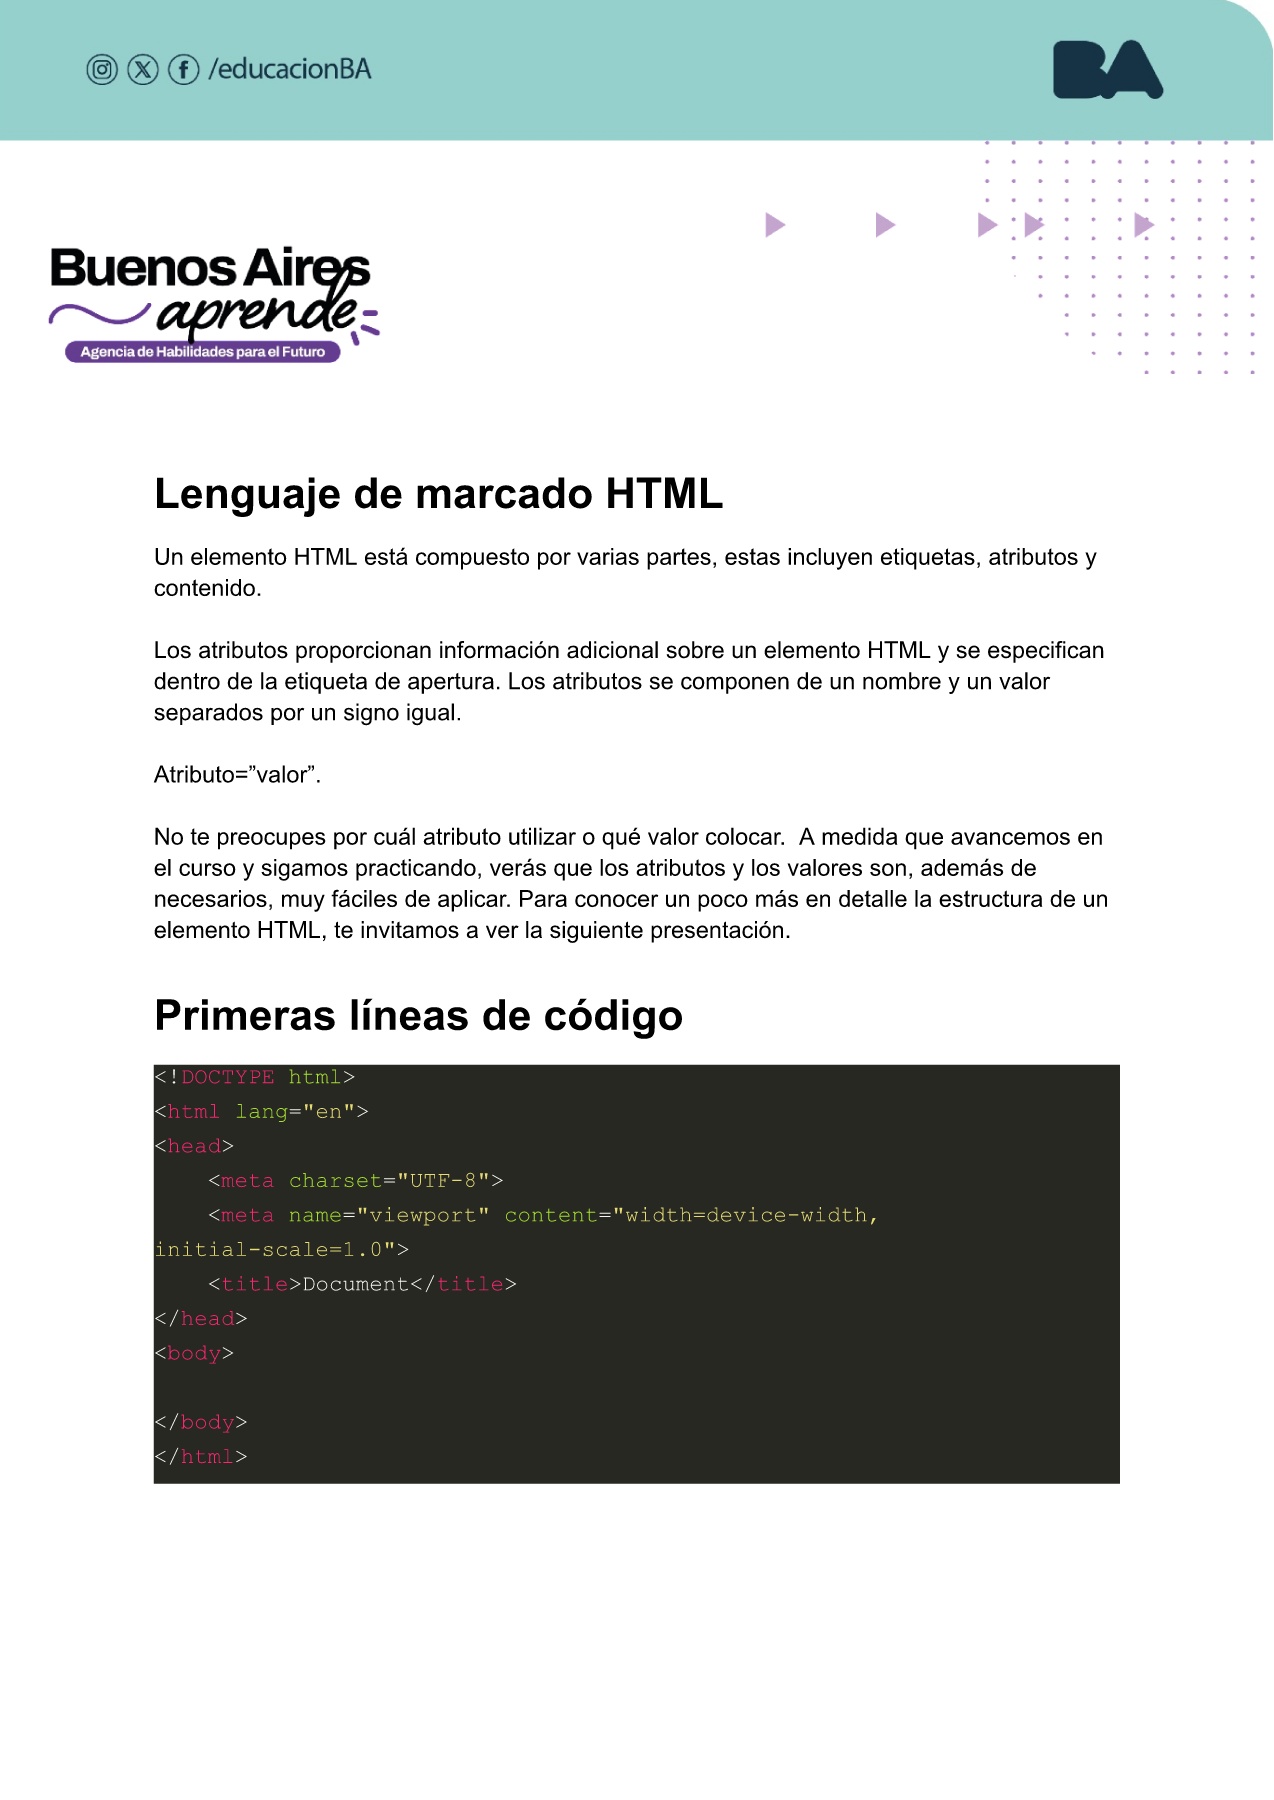 /educacionBA
BA
Buenos Aires
aprende
Agencia de Habilidades para el Futuro
Lenguaje de marcado HTML
Un elemento HTML está compuesto por varias partes, estas incluyen etiquetas, atributos y
contenido.
Los atributos proporcionan información adicional sobre un elemento HTML y se especifican
dentro de la etiqueta de apertura. Los atributos se componen de un nombre y un valor
separados por un signo igual.
Atributo=”valor”.
No te preocupes por cuál atributo utilizar o qué valor colocar.  A medida que avancemos en
el curso y sigamos practicando, verás que los atributos y los valores son, además de
necesarios, muy fáciles de aplicar. Para conocer un poco más en detalle la estructura de un
elemento HTML, te invitamos a ver la siguiente presentación.
Primeras líneas de código
<!DOCTYPE html>
<html lang="en">
<head>
    <meta charset="UTF-8">
    <meta name="viewport" content="width=device-width,
initial-scale=1.0">
    <title>Document</title>
</head>
<body>
</body>
</html>